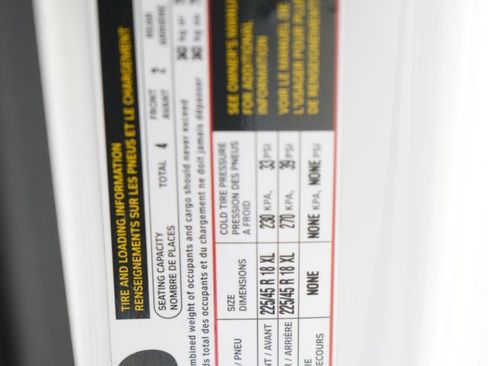 TIRE AND LOADING INFORMATION
RENSEIGNEMENTS SUR LES PNEUS ET LE CHARGEMENT
SEATING CAPACITY
NOMBRE DE PLACES
TOTAL 4
FRONT
AVANT 2
mbined weight of occupants and cargo should never exceed
ds total des occupants et du chargement ne doit jamais dépasser
SIZE
DIMENSIONS
COLD TIRE PRESSURE
PRESSION DES PNEUS
A FROID
SEE OWNER'S MANUAL
FOR ADDITIONAL
INFORMATION
/ PNEU
NT / AVANT 225/45 R 18 XL 230 KPA, 33 PSI
R / ARRIÈRE 225/45 R 18 XL 270 KPA, 39 PSI
VOIR LE MANUEL DE
L'USAGER POUR PLUS
DE RENSEIGNEMENTS
ECOURS NONE NONE KPA, NONE PSI